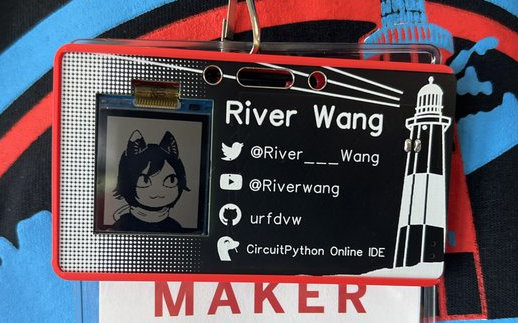 River Wang
@River___Wang
@Riverwang
urfdvw
CircuitPython Online IDE
MAKER